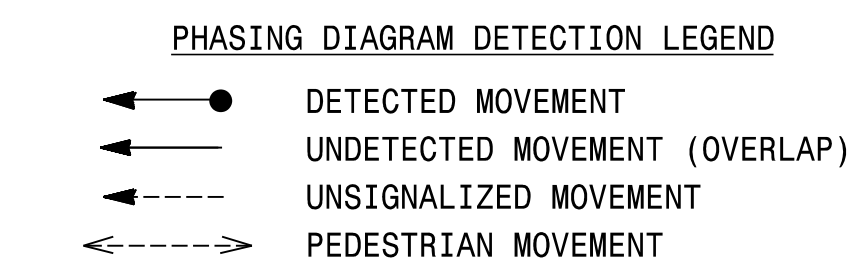 PHASING DIAGRAM DETECTION LEGEND
DETECTED MOVEMENT
UNDETECTED MOVEMENT (OVERLAP)
UNSIGNALIZED MOVEMENT
PEDESTRIAN MOVEMENT